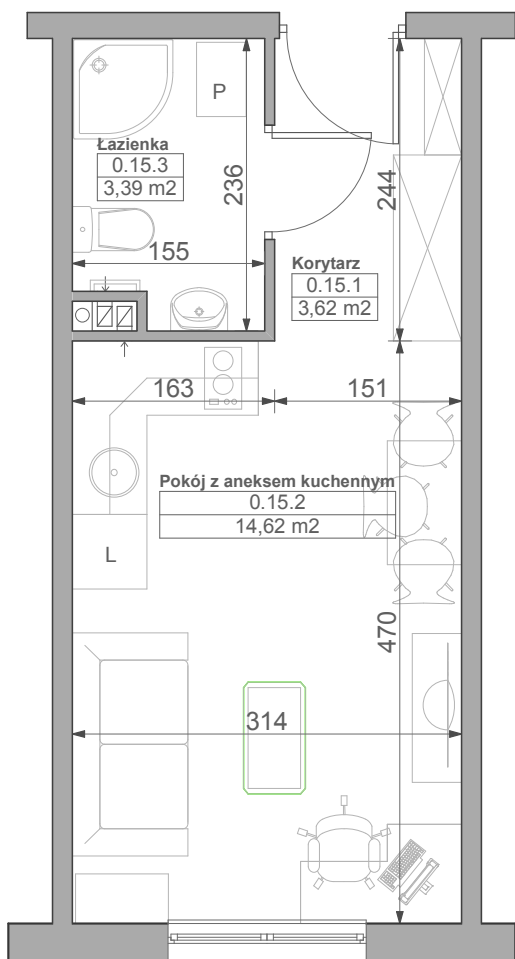 P
Łazienka
0.15.3
3,39 m2
236
244
155
Korytarz
0.15.1
3,62 m2
163
151
Pokój z aneksem kuchennym
0.15.2
14,62 m2
L
470
314